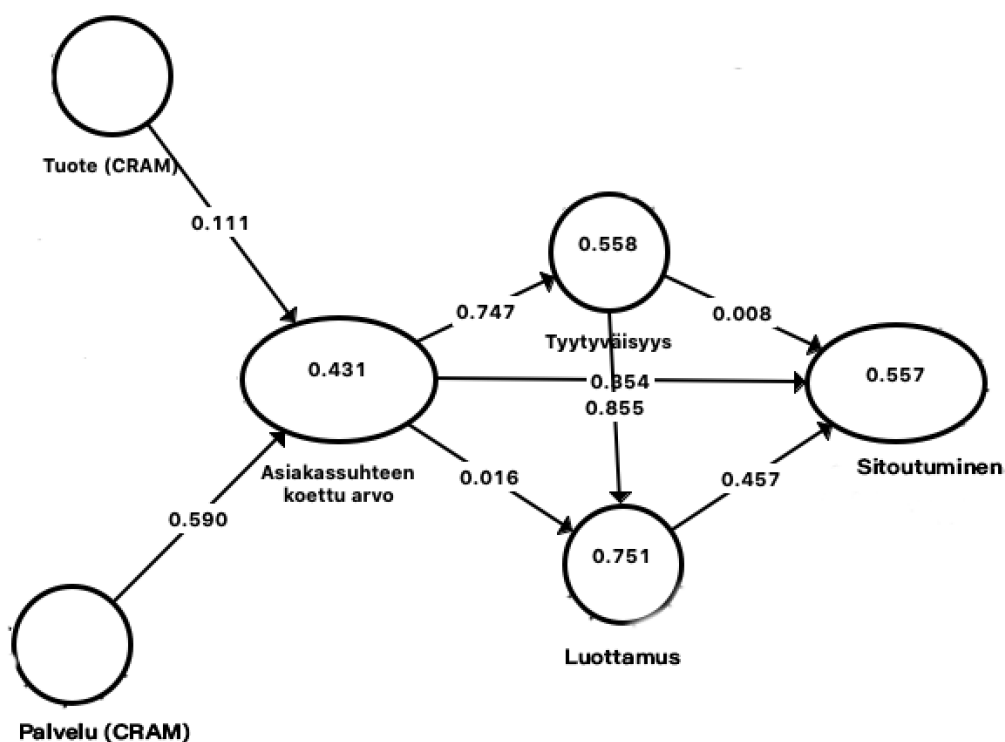 Tuote (CRAM)
0.111
0.558
0.747
0.008
Tyytyväisyys
0.431
0.354
0.557
0.855
Asiakassuhteen
koettu arvo
0.016
0.457
Sitoutuminen
0.590
0.751
Luottamus
Palvelu (CRAM)